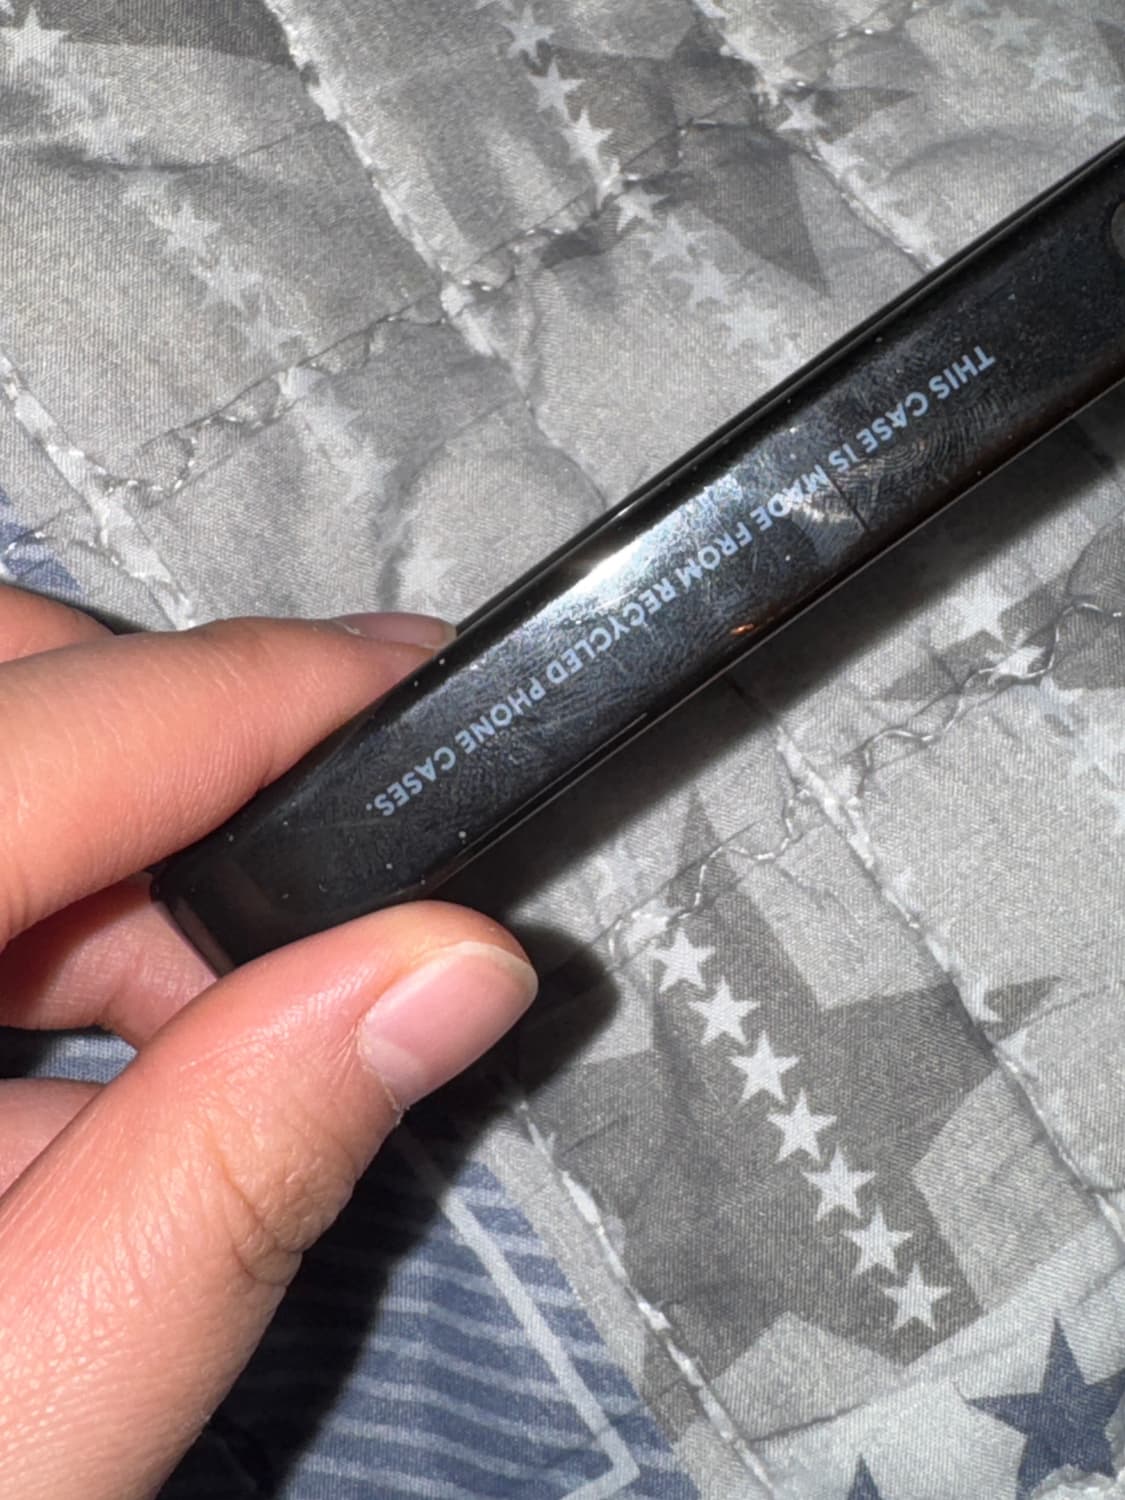 THIS CASE IS MADE FROM RECYCLED PHONE CASES.